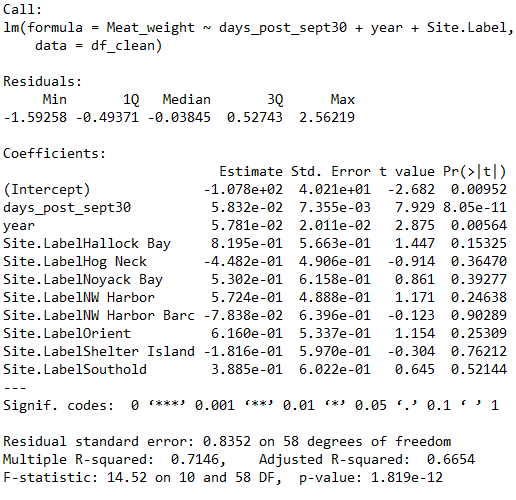 Call:
lm(formula = Meat_weight ~ days_post_sept30 + year + Site.Label,
    data = df_clean)

Residuals:
     Min       1Q   Median       3Q      Max
-1.59258 -0.49371 -0.03845  0.52743  2.56219

Coefficients:
                            Estimate Std. Error t value Pr(>|t|)
(Intercept)               -1.078e+02  4.021e+01  -2.682  0.00952
days_post_sept30           5.832e-02  7.355e-03   7.929 8.05e-11
year                       5.781e-02  2.011e-02   2.875  0.00564
Site.LabelHallock Bay      8.195e-01  5.663e-01   1.447  0.15325
Site.LabelHog Neck        -4.482e-01  4.906e-01  -0.914  0.36470
Site.LabelNoyack Bay       5.302e-01  6.158e-01   0.861  0.39277
Site.LabelNW Harbor        5.724e-01  4.888e-01   1.171  0.24638
Site.LabelNW Harbor Barc  -7.838e-02  6.396e-01  -0.123  0.90289
Site.LabelOrient           6.160e-01  5.337e-01   1.154  0.25309
Site.LabelShelter Island  -1.816e-01  5.970e-01  -0.304  0.76212
Site.LabelSouthold         3.885e-01  6.022e-01   0.645  0.52144
---
Signif. codes:  0 ‘***’ 0.001 ‘**’ 0.01 ‘*’ 0.05 ‘.’ 0.1 ‘ ’ 1

Residual standard error: 0.8352 on 58 degrees of freedom
Multiple R-squared:  0.7146,    Adjusted R-squared:  0.6654
F-statistic: 14.52 on 10 and 58 DF,  p-value: 1.819e-12